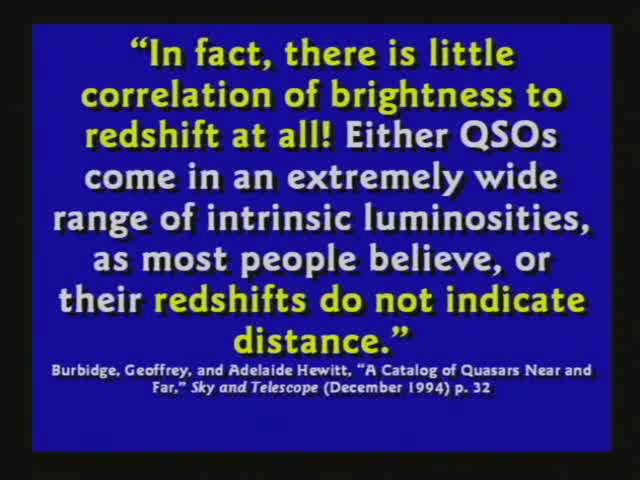 “In fact, there is little
correlation of brightness to
redshift at all! Either QSOs
come in an extremely wide
range of intrinsic luminosities,
as most people believe, or
their redshifts do not indicate
distance.”
Burbidge, Geoffrey, and Adelaide Hewitt, “A Catalog of Quasars Near and
Far,” Sky and Telescope (December 1994) p. 32